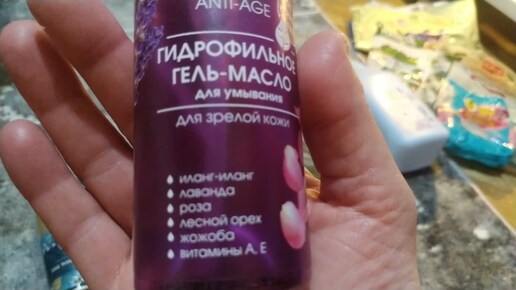 ANTI-AGE
ГИДРОФИЛЬНОЕ
ГЕЛЬ-МАСЛО
для умывания
для зрелой кожи
иланг-иланг
лаванда
роза
лесной орех
жожоба
витамины А, Е